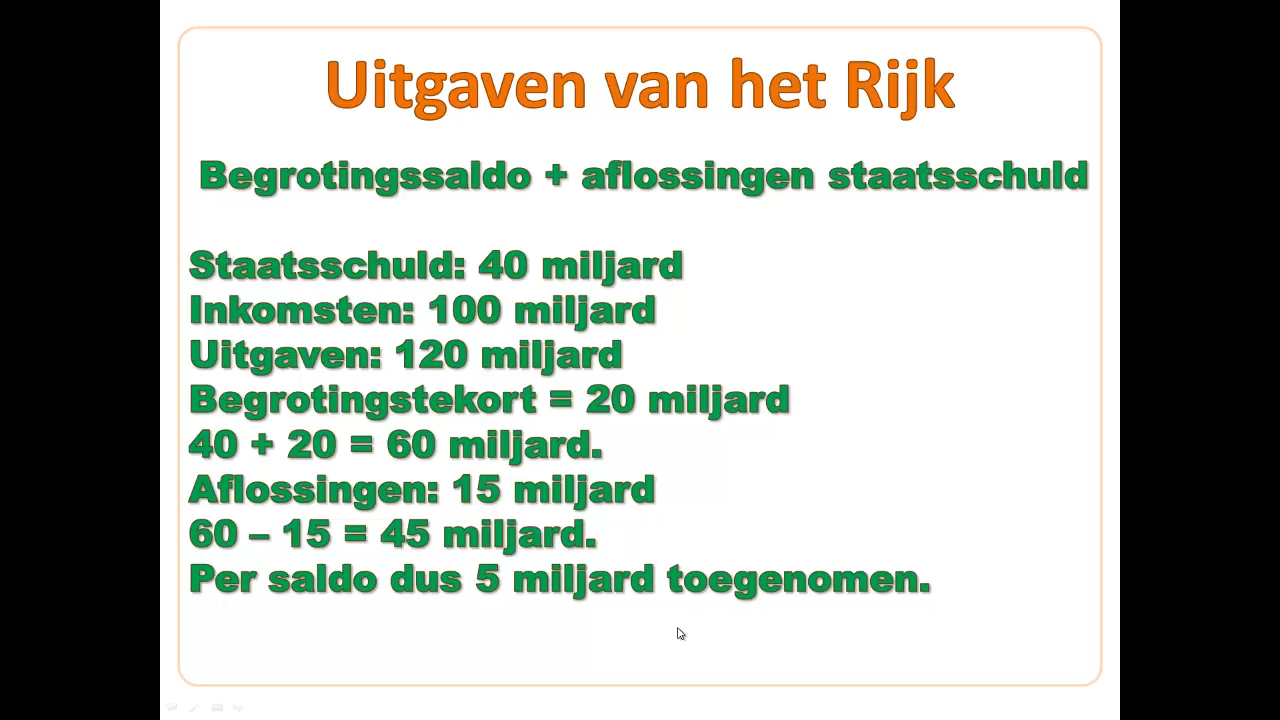 Uitgaven van het Rijk
Begrotingssaldo + aflossingen staatsschuld
Staatsschuld: 40 miljard
Inkomsten: 100 miljard
Uitgaven: 120 miljard
Begrotingstekort = 20 miljard
40 + 20 = 60 miljard.
Aflossingen: 15 miljard
60 – 15 = 45 miljard.
Per saldo dus 5 miljard toegenomen.